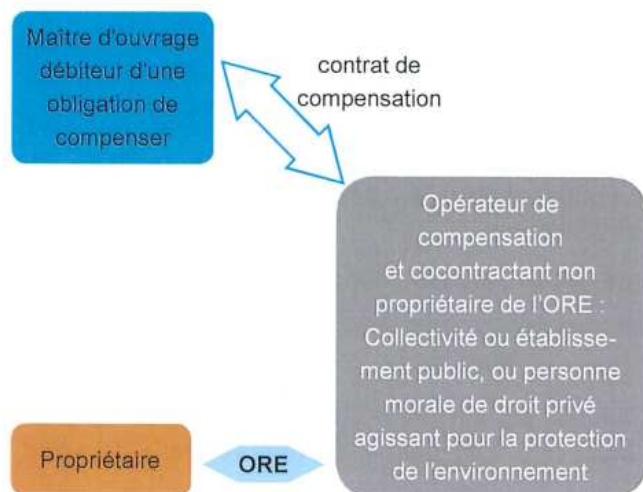 Maître d'ouvrage
débiteur d'une
obligation de
compenser
contrat de
compensation
Opérateur de
compensation
et cocontractant non
propriétaire de l'ORE :
Collectivité ou établisse-
ment public, ou personne
morale de droit privé
agissant pour la protection
de l'environnement
Propriétaire
ORE